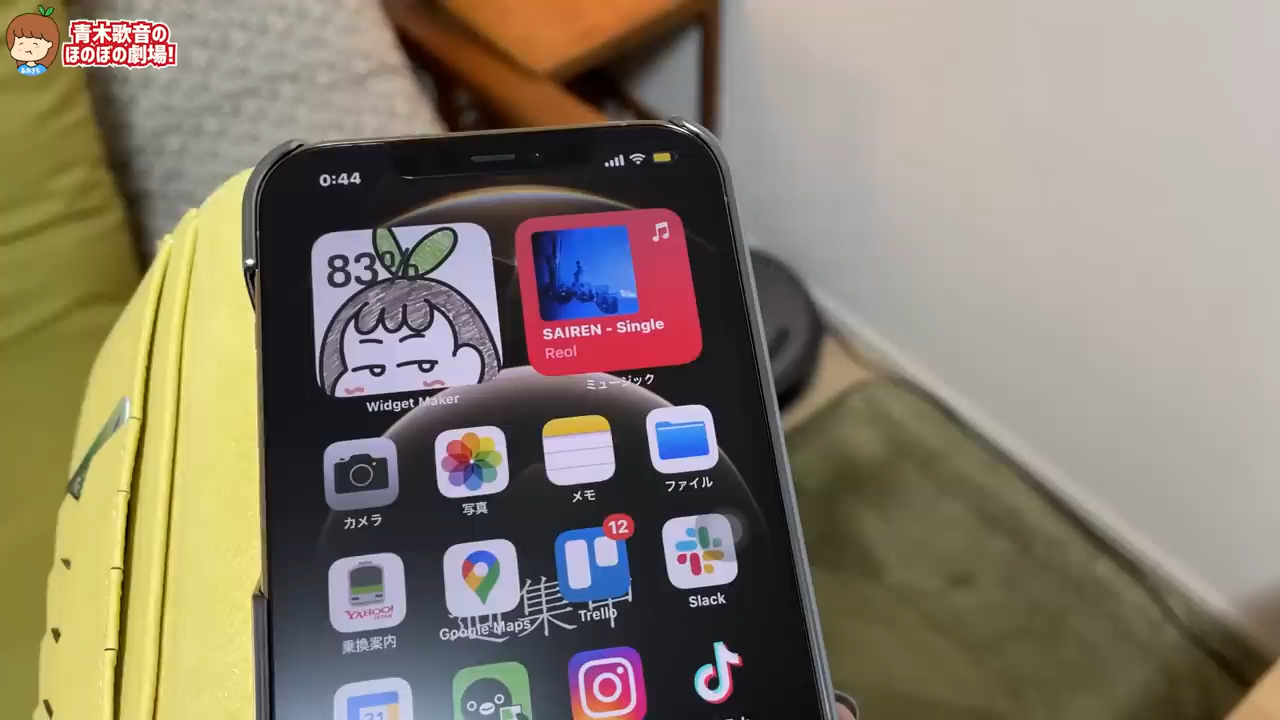 青木歌音の
ほのぼの劇場!
0:44
83%
SAIREN - Single
Reol
ミュージック
Widget Maker
カメラ
写真
メモ
ファイル
12
YAHOO!
JAPAN
乗換案内
Google Maps
Trello
Slack
集中
31